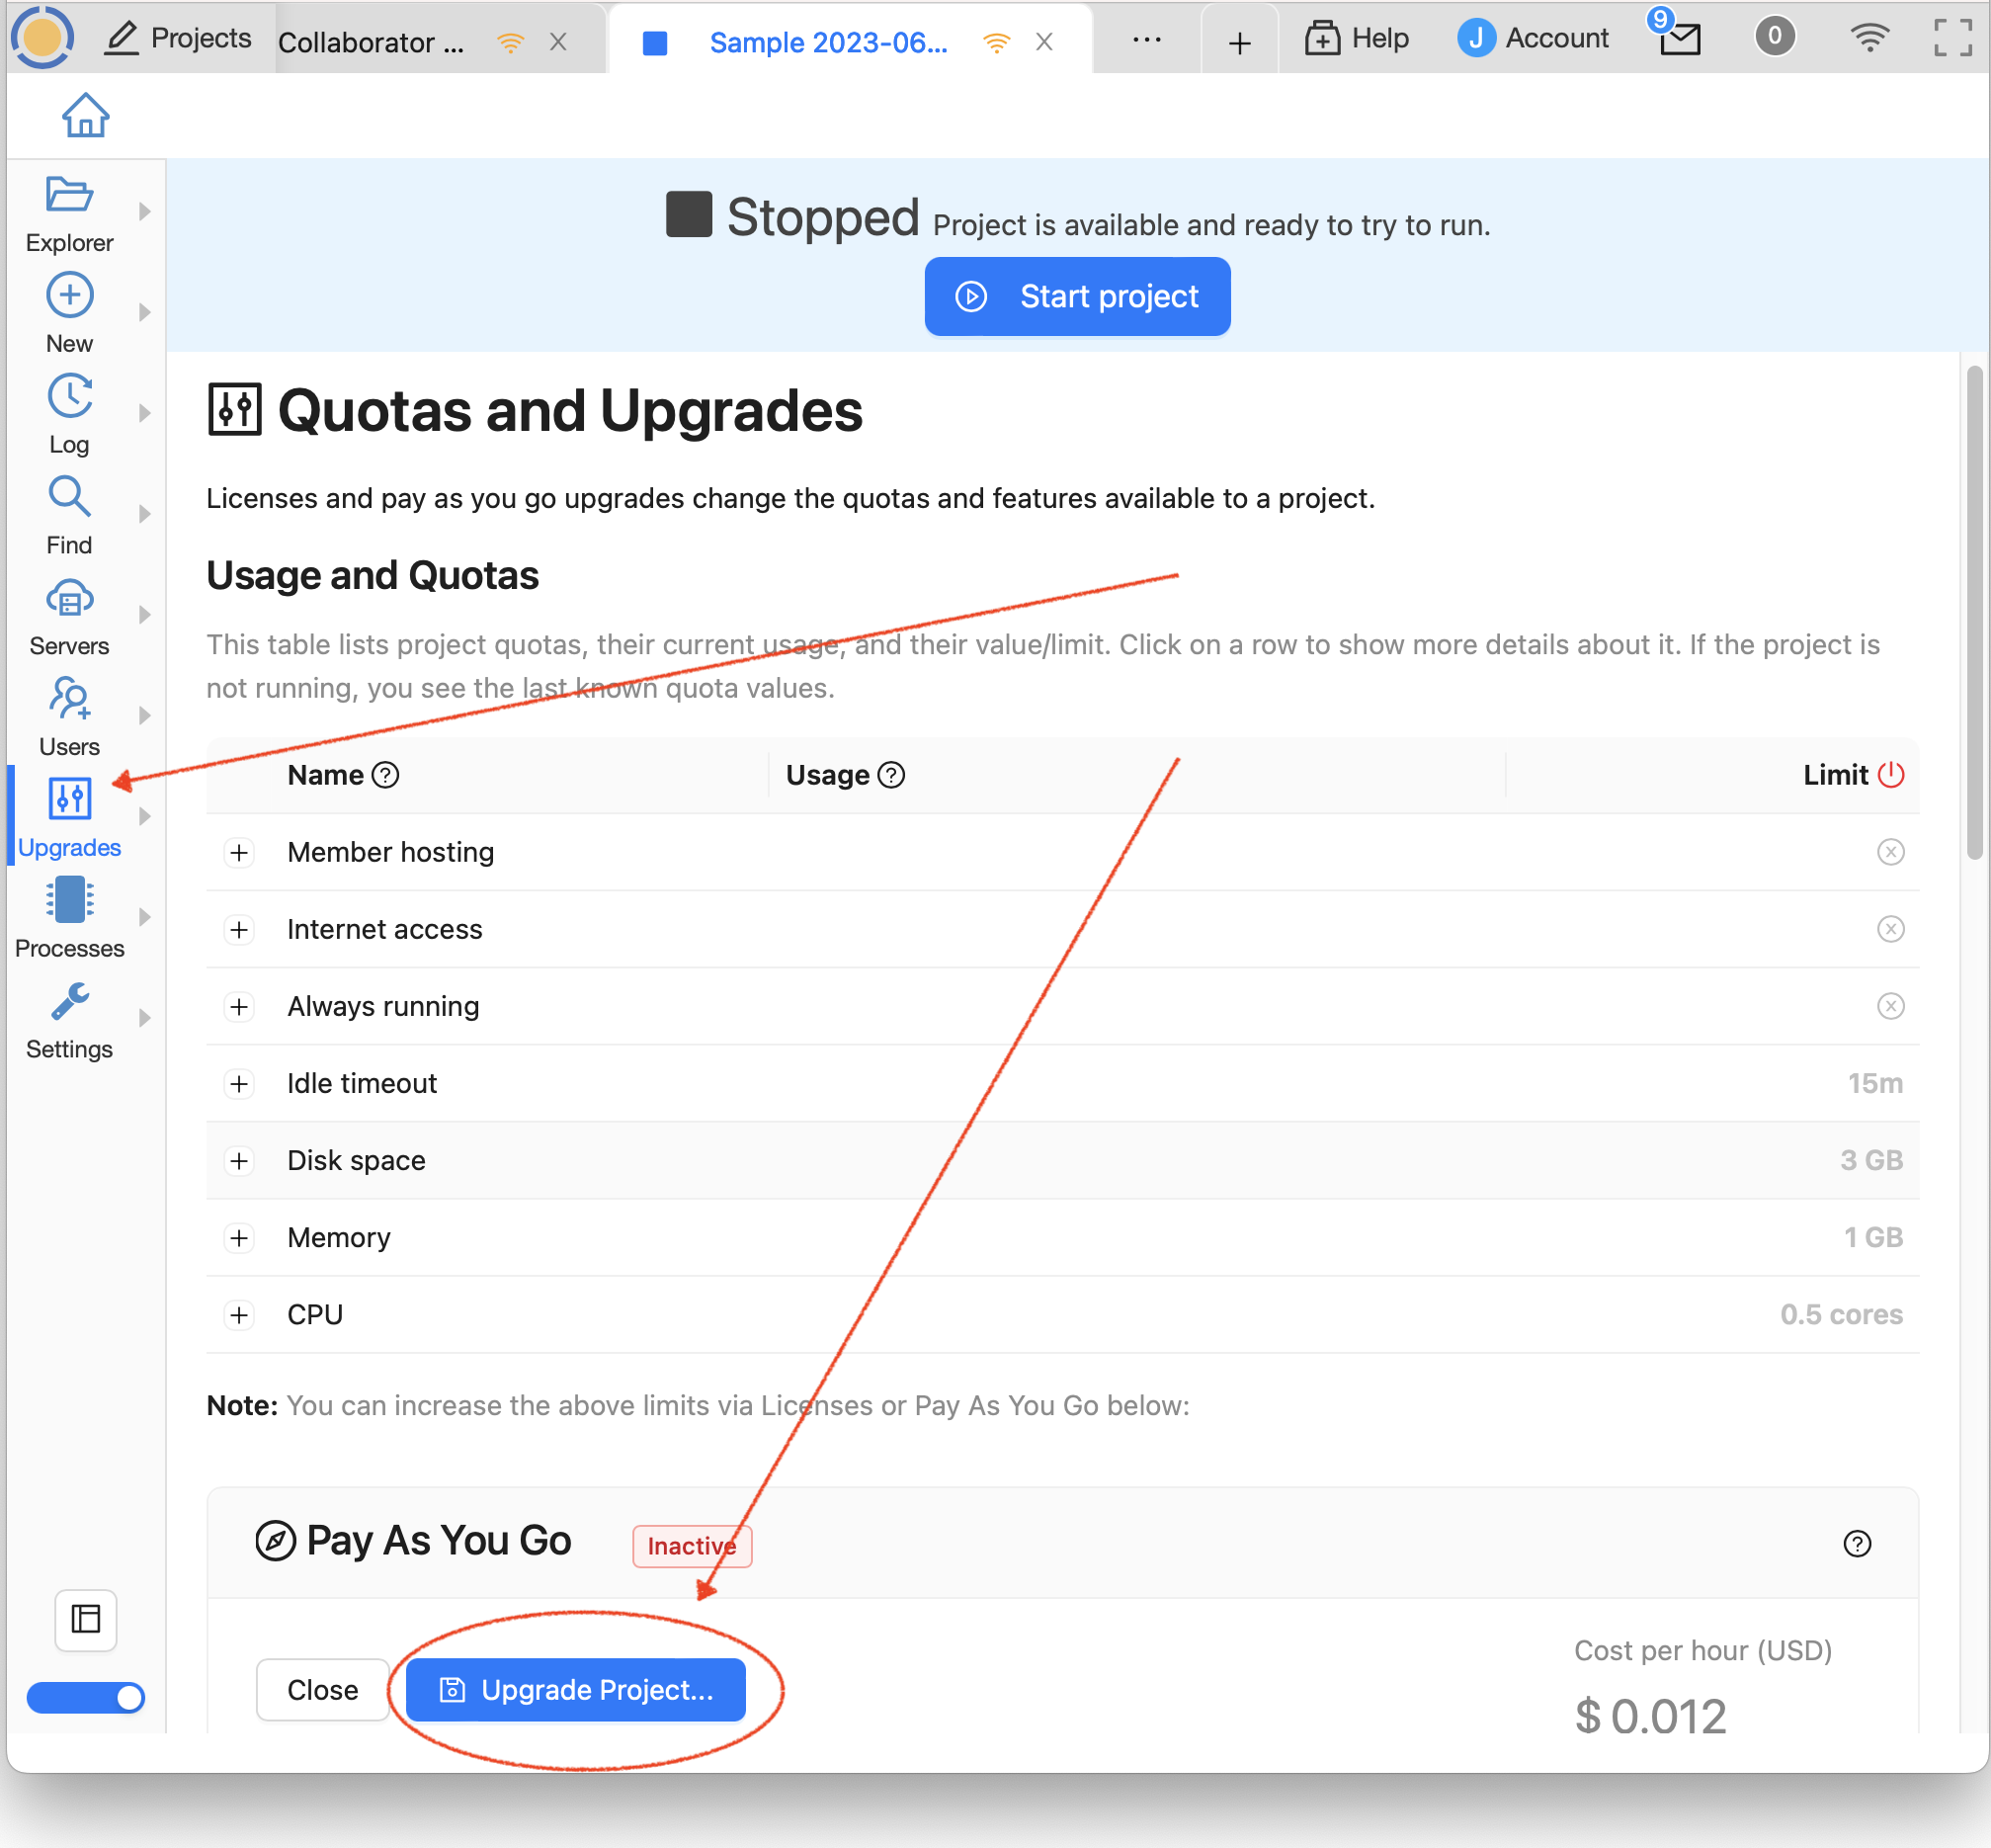 Projects
Collaborator ...
Sample 2023-06...
Help
J
Account
9
0
Stopped Project is available and ready to try to run.
Start project
Explorer
New
Log
Find
Servers
Users
Upgrades
Processes
Settings
Quotas and Upgrades
Licenses and pay as you go upgrades change the quotas and features available to a project.
Usage and Quotas
This table lists project quotas, their current usage, and their value/limit. Click on a row to show more details about it. If the project is
not running, you see the last known quota values.
Name Usage Limit
Member hosting
Internet access
Always running
Idle timeout 15m
Disk space 3 GB
Memory 1 GB
CPU 0.5 cores
Note: You can increase the above limits via Licenses or Pay As You Go below:
Pay As You Go Inactive
Close
Upgrade Project...
Cost per hour (USD)
$ 0.012